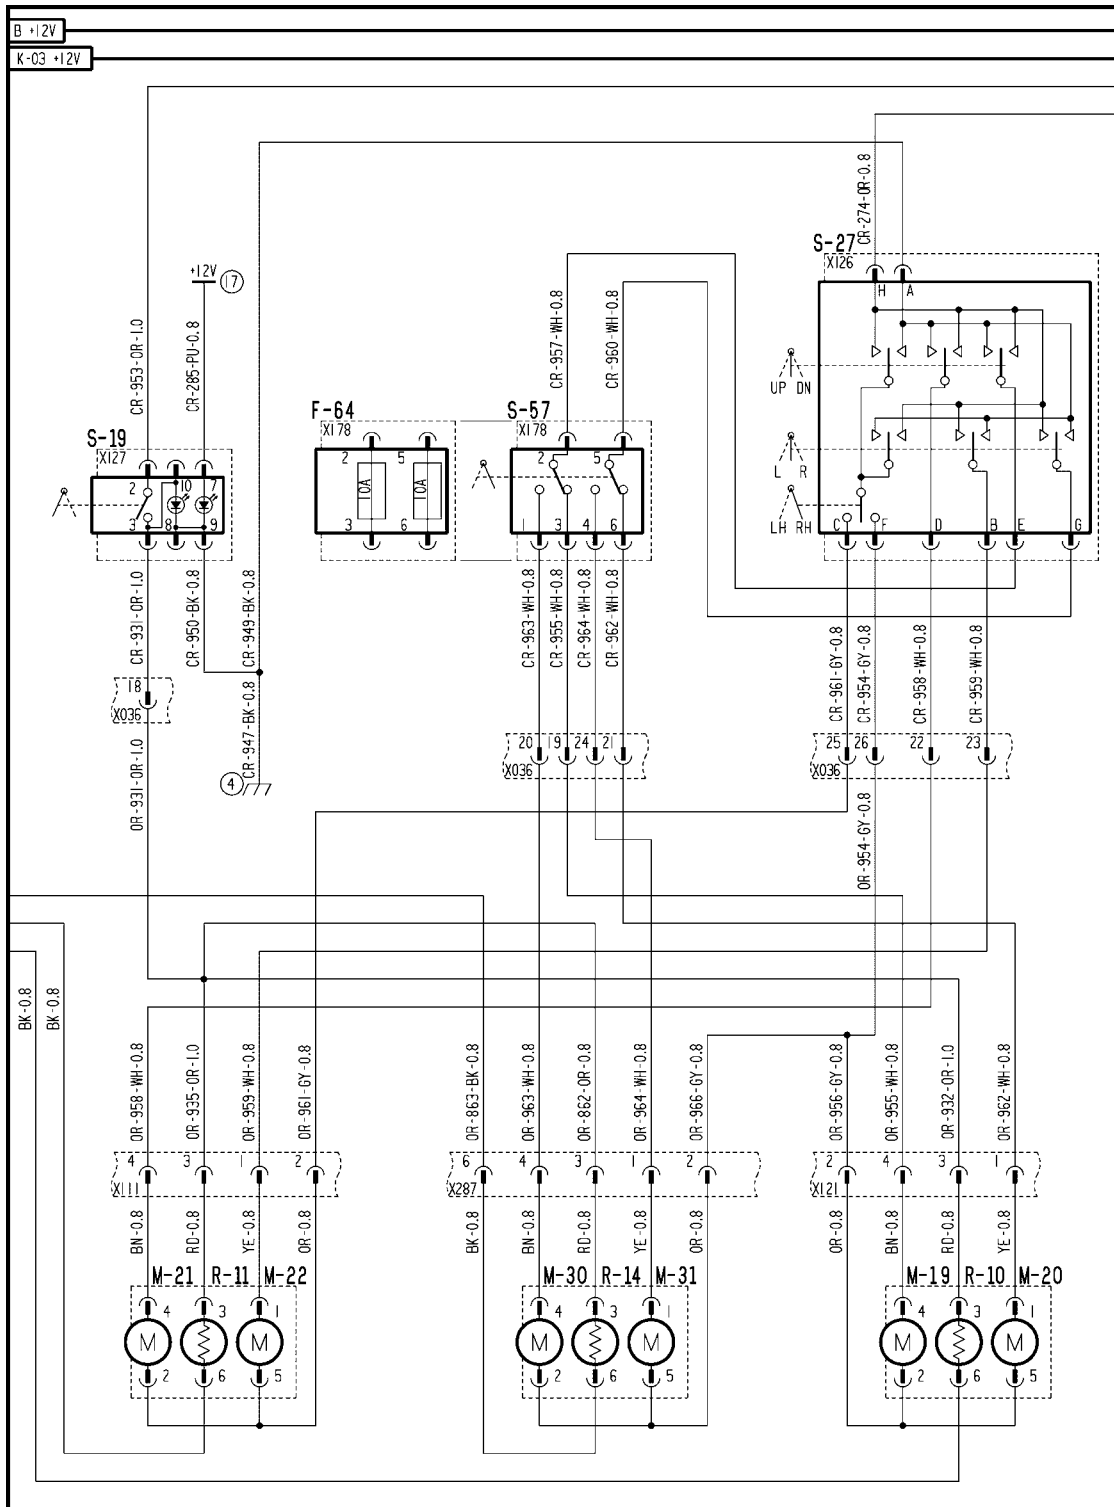 B +12V
K-03 +12V
CR-274-OR-0.8
S-27
X126
H A
+12V 17
CR-953-OR-1.0
CR-285-PU-0.8
CR-957-WH-0.8
CR-960-WH-0.8
UP DN
F-64
S-57
X178
X178
S-19
X127
2 5
2 5
L R
2 10 7
10A 10A
3 8 9
3 6
1 3 4 6
LH RH
C F D B E G
CR-931-OR-1.0
CR-950-BK-0.8
CR-949-BK-0.8
CR-963-WH-0.8
CR-955-WH-0.8
CR-964-WH-0.8
CR-962-WH-0.8
CR-961-GY-0.8
CR-954-GY-0.8
CR-958-WH-0.8
CR-959-WH-0.8
18
X036
CR-947-BK-0.8
20 19 24 21
X036
25 26 22 23
X036
4
OR-931-OR-1.0
OR-954-GY-0.8
BK-0.8
BK-0.8
OR-958-WH-0.8
OR-935-OR-1.0
OR-959-WH-0.8
OR-961-GY-0.8
OR-863-BK-0.8
OR-963-WH-0.8
OR-862-OR-0.8
OR-964-WH-0.8
OR-966-GY-0.8
OR-956-GY-0.8
OR-955-WH-0.8
OR-932-OR-1.0
OR-962-WH-0.8
4 3 1 2
X111
6 4 3 1 2
X287
2 4 3 1
X121
BN-0.8
RD-0.8
YE-0.8
OR-0.8
BK-0.8
BN-0.8
RD-0.8
YE-0.8
OR-0.8
OR-0.8
BN-0.8
RD-0.8
YE-0.8
M-21 R-11 M-22
M-30 R-14 M-31
M-19 R-10 M-20
4 3 1
4 3 1
4 3 1
M M
M M
M M
2 6 5
2 6 5
2 6 5